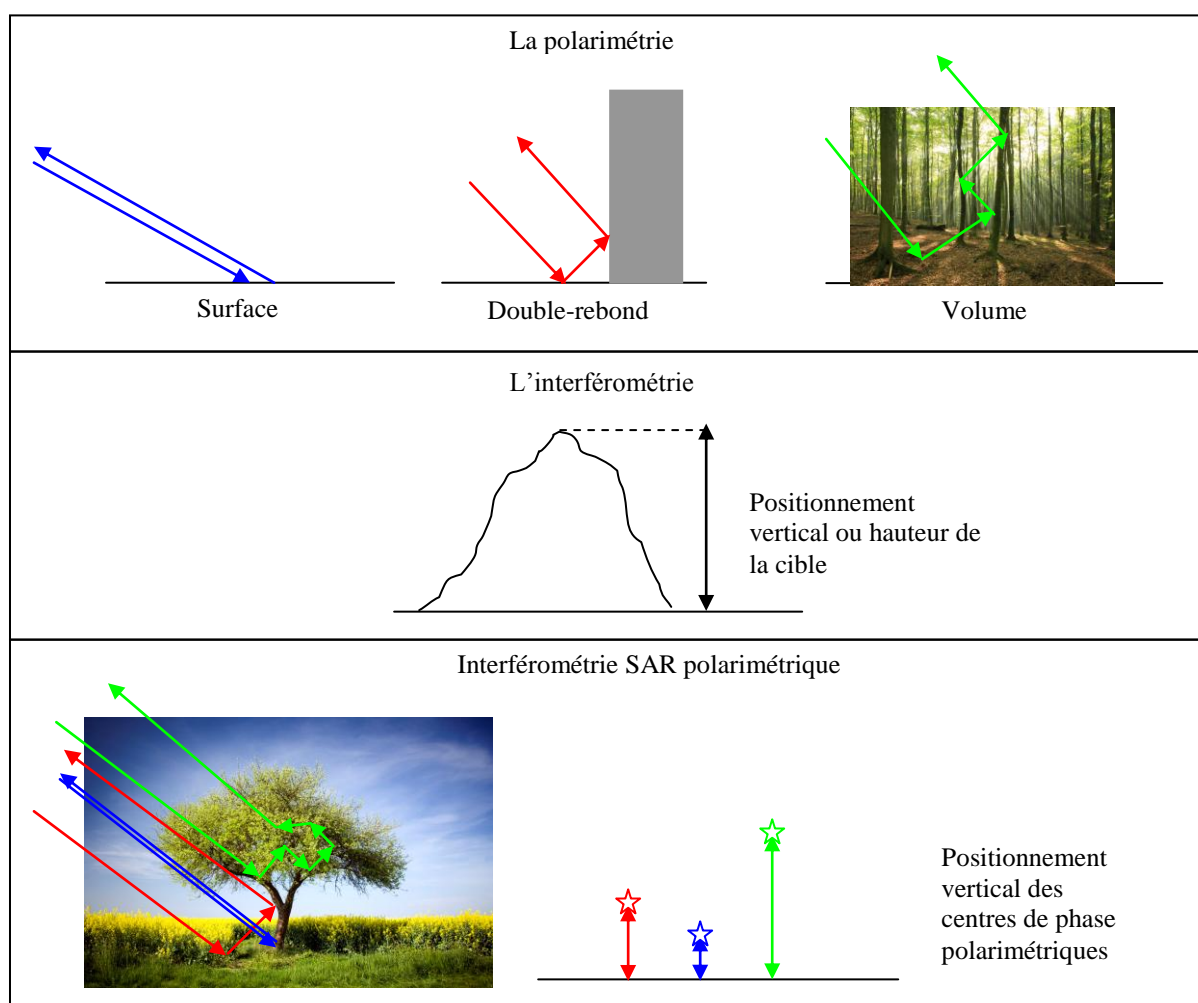 La polarimétrie
Surface
Double-rebond
Volume
L’interférométrie
Positionnement
vertical ou hauteur de
la cible
Interférométrie SAR polarimétrique
Positionnement
vertical des
centres de phase
polarimétriques